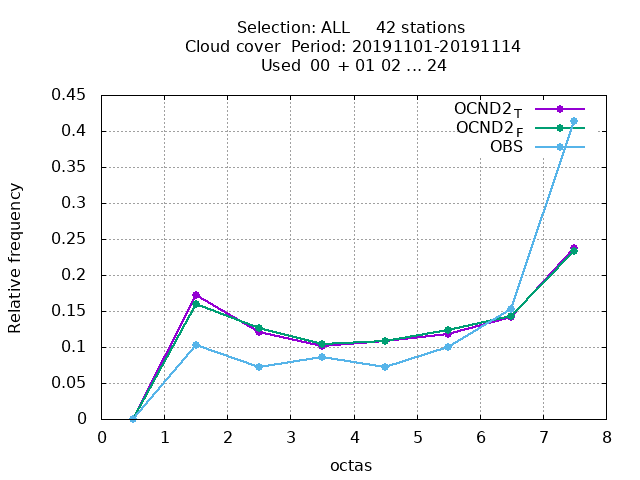 Selection: ALL 42 stations
Cloud cover Period: 20191101-20191114
Used 00 + 01 02 ... 24
OCND2 T
OCND2 F
OBS
Relative frequency
0.45
0.4
0.35
0.3
0.25
0.2
0.15
0.1
0.05
0
0 1 2 3 4 5 6 7 8
octas